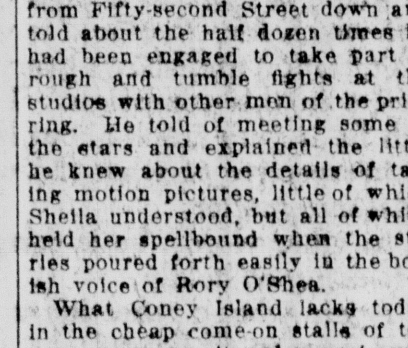 from Fifty-second Street down a
told about the half dozen times
had been engaged to take part
rough and tumble fights at t
studios with other men of the pri
ring. He told of meeting some
the stars and explained the litt
he knew about the details of ta
ing motion pictures, little of whi
Sheila understood, but all of whi
held her spellbound when the s
ries poured forth easily in the bo
ish voice of Rory O'Shea.
What Coney Island lacks tod
in the cheap come-on stalls of t